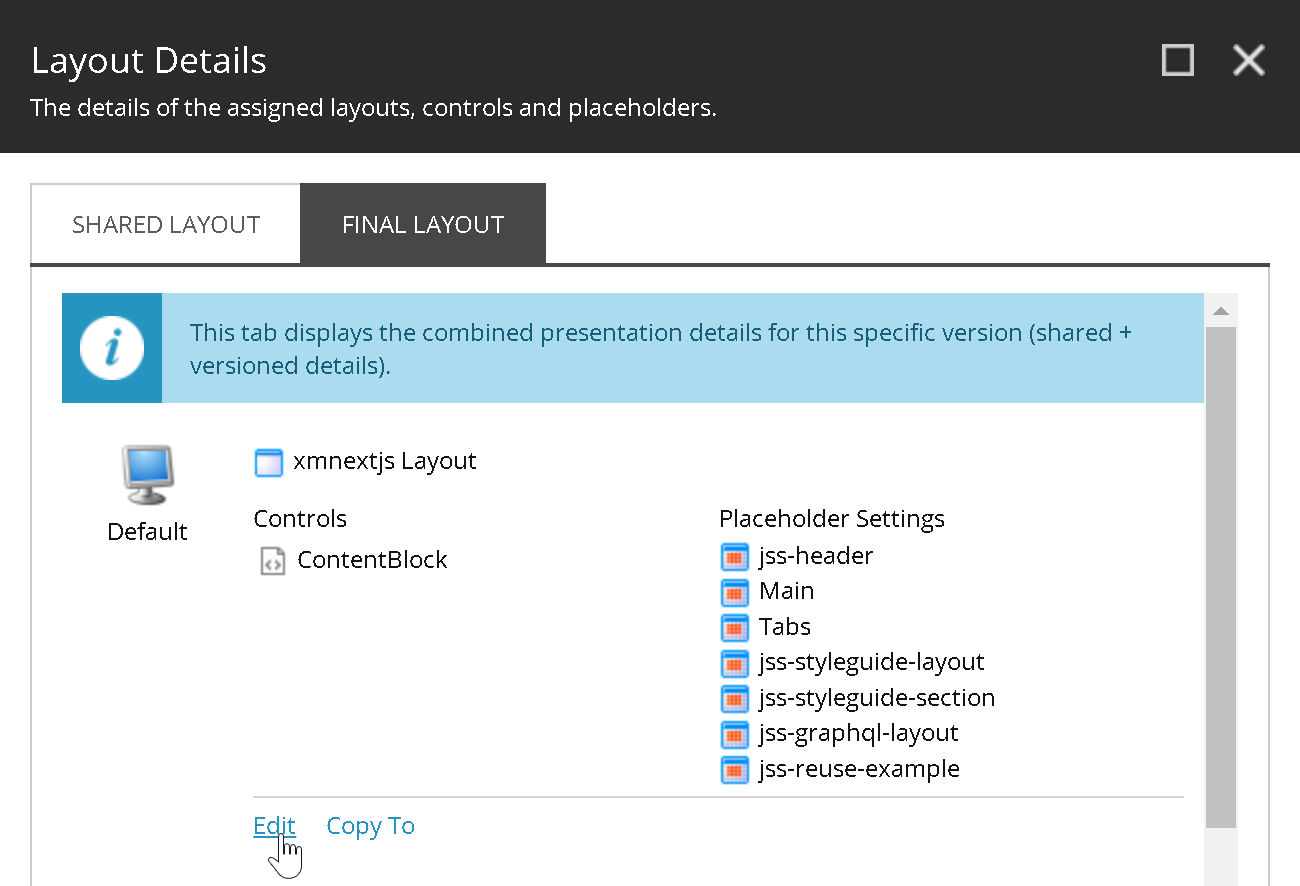 Layout Details
The details of the assigned layouts, controls and placeholders.
SHARED LAYOUT
FINAL LAYOUT
This tab displays the combined presentation details for this specific version (shared +
versioned details).
Default
xmnextjs Layout
Controls
ContentBlock
Placeholder Settings
jss-header
Main
Tabs
jss-styleguide-layout
jss-styleguide-section
jss-graphql-layout
jss-reuse-example
Edit
Copy To